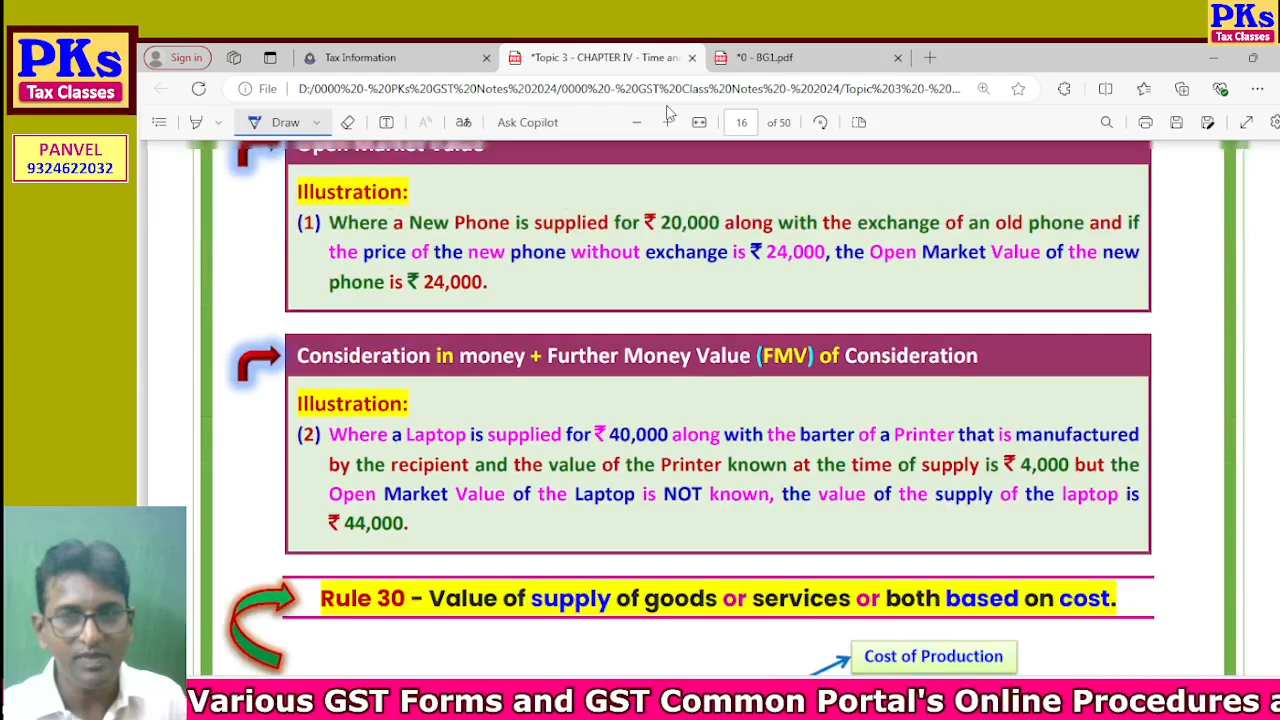 PKs
Tax Classes
PKs
Tax Classes
PANVEL
9324622032
Sign in
Tax Information
*Topic 3 - CHAPTER IV - Time an
*0 - BG1.pdf
File
D:/0000%20-%20PKs%20GST%20Notes%202024/0000%20-%20GST%20Class%20Notes%20-%202024/Topic%203%20-%20...
Draw
Ask Copilot
16 of 50
Open Market Value
Illustration:
(1) Where a New Phone is supplied for ₹ 20,000 along with the exchange of an old phone and if
the price of the new phone without exchange is ₹ 24,000, the Open Market Value of the new
phone is ₹ 24,000.
Consideration in money + Further Money Value (FMV) of Consideration
Illustration:
(2) Where a Laptop is supplied for ₹ 40,000 along with the barter of a Printer that is manufactured
by the recipient and the value of the Printer known at the time of supply is ₹ 4,000 but the
Open Market Value of the Laptop is NOT known, the value of the supply of the laptop is
₹ 44,000.
Rule 30 – Value of supply of goods or services or both based on cost.
Cost of Production
Various GST Forms and GST Common Portal's Online Procedures a